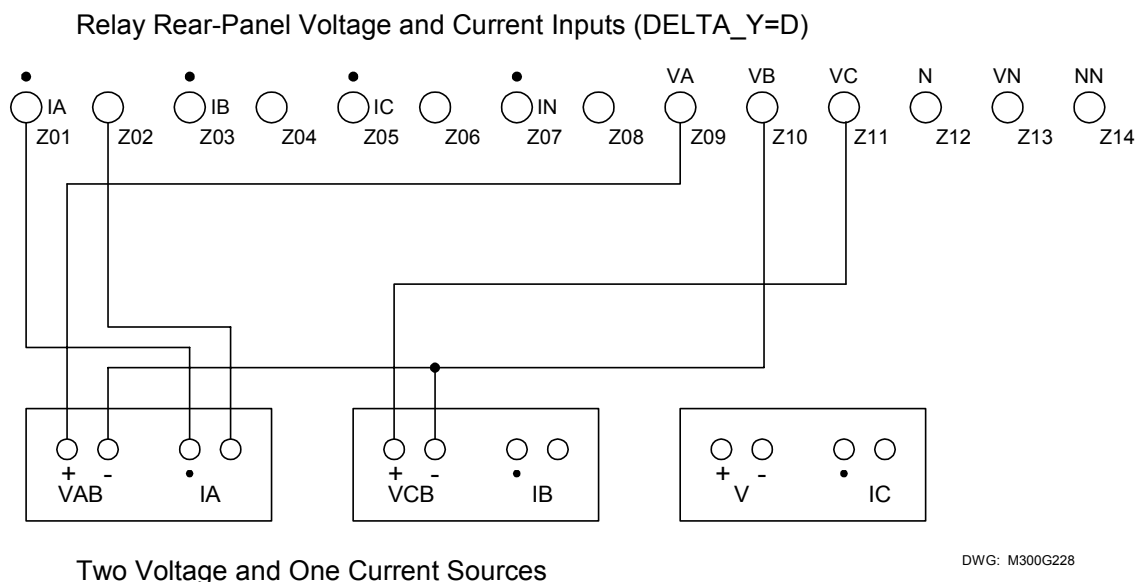 Relay Rear-Panel Voltage and Current Inputs (DELTA_Y=D)
VA VB VC N VN NN
IA IB IC IN
Z01 Z02 Z03 Z04 Z05 Z06 Z07 Z08 Z09 Z10 Z11 Z12 Z13 Z14
+ - + - + -
VAB IA VCB IB V IC
Two Voltage and One Current Sources
DWG: M300G228